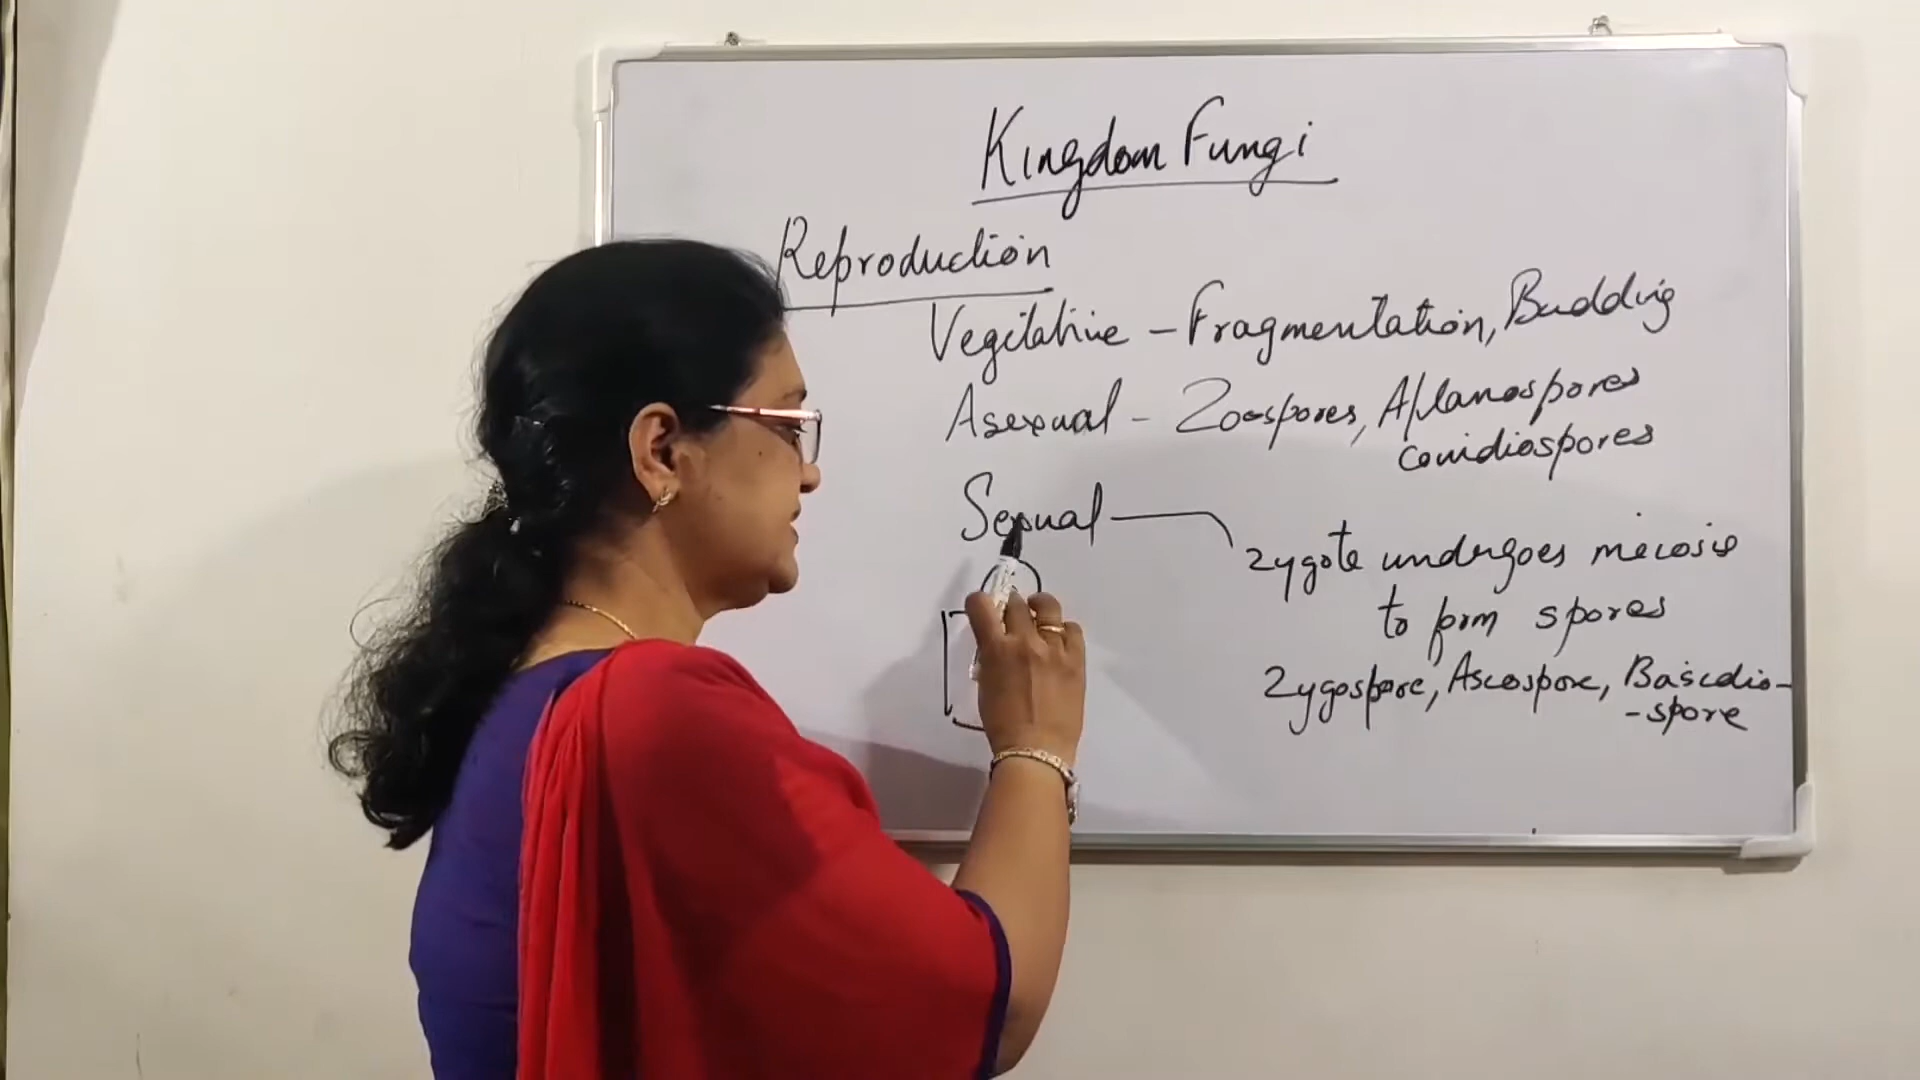 Kingdom Fungi
Reproduction
Vegitative - Fragmentation, Budding
Asexual - Zoospores, Aplanospores
conidiospores
Sexual
zygote undergoes meiosis
to form spores
Zygospore, Ascospore, Basidio-
-spore